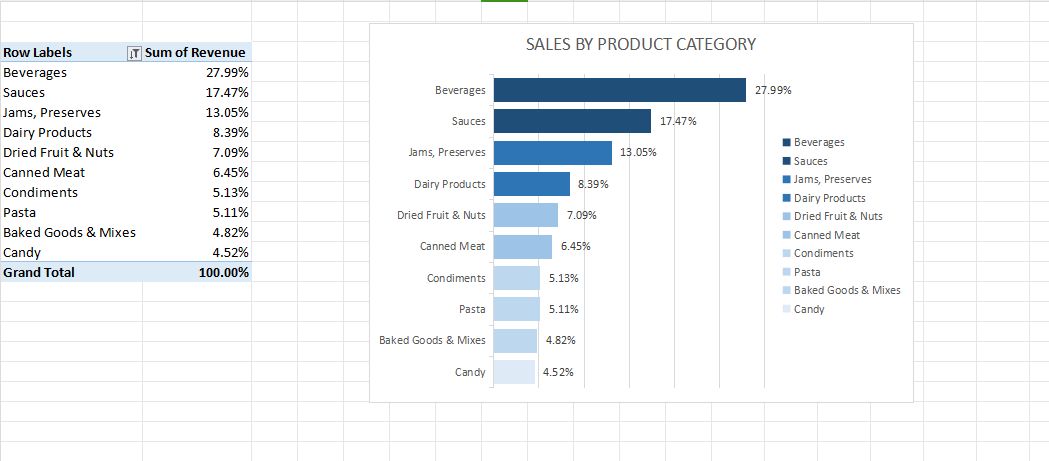 Row Labels Sum of Revenue
Beverages 27.99%
Sauces 17.47%
Jams, Preserves 13.05%
Dairy Products 8.39%
Dried Fruit & Nuts 7.09%
Canned Meat 6.45%
Condiments 5.13%
Pasta 5.11%
Baked Goods & Mixes 4.82%
Candy 4.52%
Grand Total 100.00%
SALES BY PRODUCT CATEGORY
Beverages 27.99%
Sauces 17.47%
Jams, Preserves 13.05%
Dairy Products 8.39%
Dried Fruit & Nuts 7.09%
Canned Meat 6.45%
Condiments 5.13%
Pasta 5.11%
Baked Goods & Mixes 4.82%
Candy 4.52%
Beverages
Sauces
Jams, Preserves
Dairy Products
Dried Fruit & Nuts
Canned Meat
Condiments
Pasta
Baked Goods & Mixes
Candy